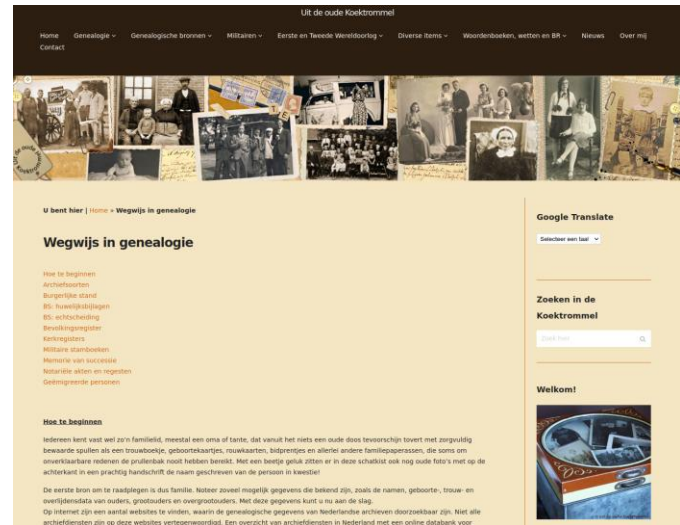 Uit de oude Koektrommel
Home Genealogie Genealogische bronnen Militairen Eerste en Tweede Wereldoorlog Diverse items Woordenboeken, wetten en BR Nieuws Over mij
Contact
Uit de oude Koektrommel
U bent hier | Home » Wegwijs in genealogie
Wegwijs in genealogie
Hoe te beginnen
Archiefsoorten
Burgerlijke stand
BS: huwelijksbijlagen
BS: echtscheiding
Bevolkingsregister
Kerkregisters
Militaire stamboeken
Memorie van successie
Notariële akten en regesten
Geëmigreerde personen
Hoe te beginnen
Iedereen kent vast wel zo'n familielid, meestal een oma of tante, dat vanuit het niets een oude doos tevoorschijn tovert met zorgvuldig
bewaarde spullen als een trouwboekje, geboortekaartjes, rouwkaarten, bidprentjes en allerlei andere familiepaperassen, die soms om
onverklaarbare redenen de prullenbak nooit hebben bereikt. Met een beetje geluk zitten er in deze schatkist ook nog oude foto's met op de
achterkant in een prachtig handschrift de naam geschreven van de persoon in kwestie!
De eerste bron om te raadplegen is dus familie. Noteer zoveel mogelijk gegevens die bekend zijn, zoals de namen, geboorte-, trouw- en
overlijdensdata van ouders, grootouders en overgrootouders. Met deze gegevens kunt u nu aan de slag.
Op internet zijn een aantal websites te vinden, waarin de genealogische gegevens van Nederlandse archieven doorzoekbaar zijn. Niet alle
archiefdiensten zijn op deze websites vertegenwoordigd. Een overzicht van archiefdiensten in Nederland met een online databank voor
Google Translate
Selecteer een taal
Zoeken in de
Koektrommel
Zoek hier
Welkom!